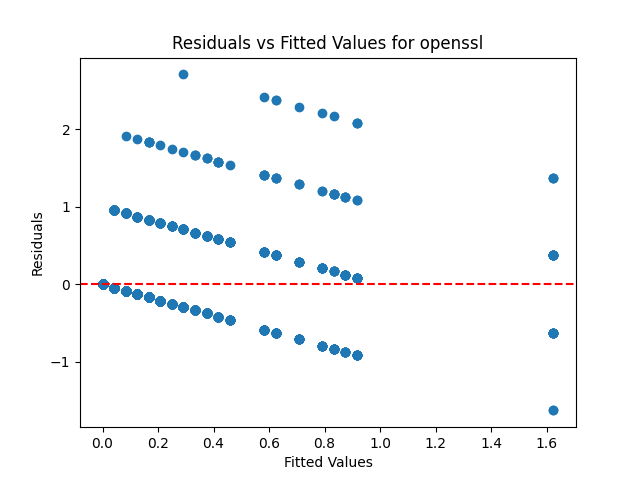 Residuals vs Fitted Values for openssl
2
1
0
−1
Residuals
0.0 0.2 0.4 0.6 0.8 1.0 1.2 1.4 1.6
Fitted Values